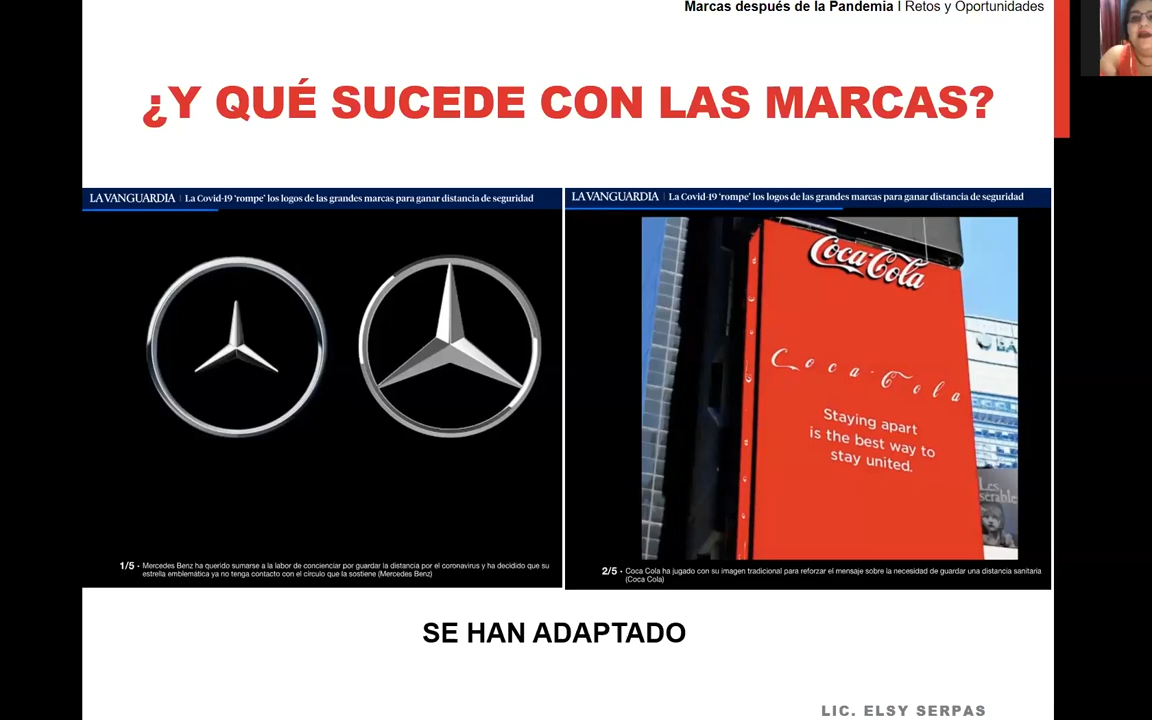 Marcas después de la Pandemia I Retos y Oportunidades
¿Y QUÉ SUCEDE CON LAS MARCAS?
LA VANGUARDIA | La Covid-19 'rompe' los logos de las grandes marcas para ganar distancia de seguridad
1/5 · Mercedes Benz ha querido sumarse a la labor de concienciar por guardar la distancia por el coronavirus y ha decidido que su
estrella emblemática ya no tenga contacto con el círculo que la sostiene (Mercedes Benz)
LA VANGUARDIA | La Covid-19 'rompe' los logos de las grandes marcas para ganar distancia de seguridad
Coca-Cola
Coca-Cola
Staying apart
is the best way to
stay united.
BA
Les
2/5 · Coca Cola ha jugado con su imagen tradicional para reforzar el mensaje sobre la necesidad de guardar una distancia sanitaria
(Coca Cola)
SE HAN ADAPTADO
LIC. ELSY SERPAS